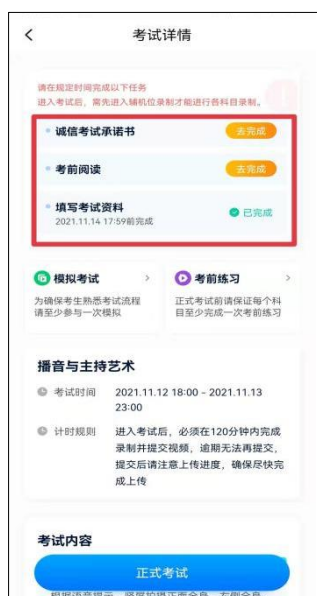 考试详情
请在规定时间完成以下任务
进入考试后，需先进入辅机位录制才能进行各科目录制。
诚信考试承诺书
去完成
考前阅读
去完成
填写考试资料
已完成
2021.11.14 17:59前完成
模拟考试
为确保考生熟悉考试流程
请至少参与一次模拟
考前练习
正式考试前请保证每个科
目至少完成一次考前练习
播音与主持艺术
考试时间 2021.11.12 18:00 - 2021.11.13
23:00
计时规则 进入考试后，必须在120分钟内完成
录制并提交视频，逾期无法再提交，
提交后请注意上传进度，确保尽快完
成上传
考试内容
正式考试